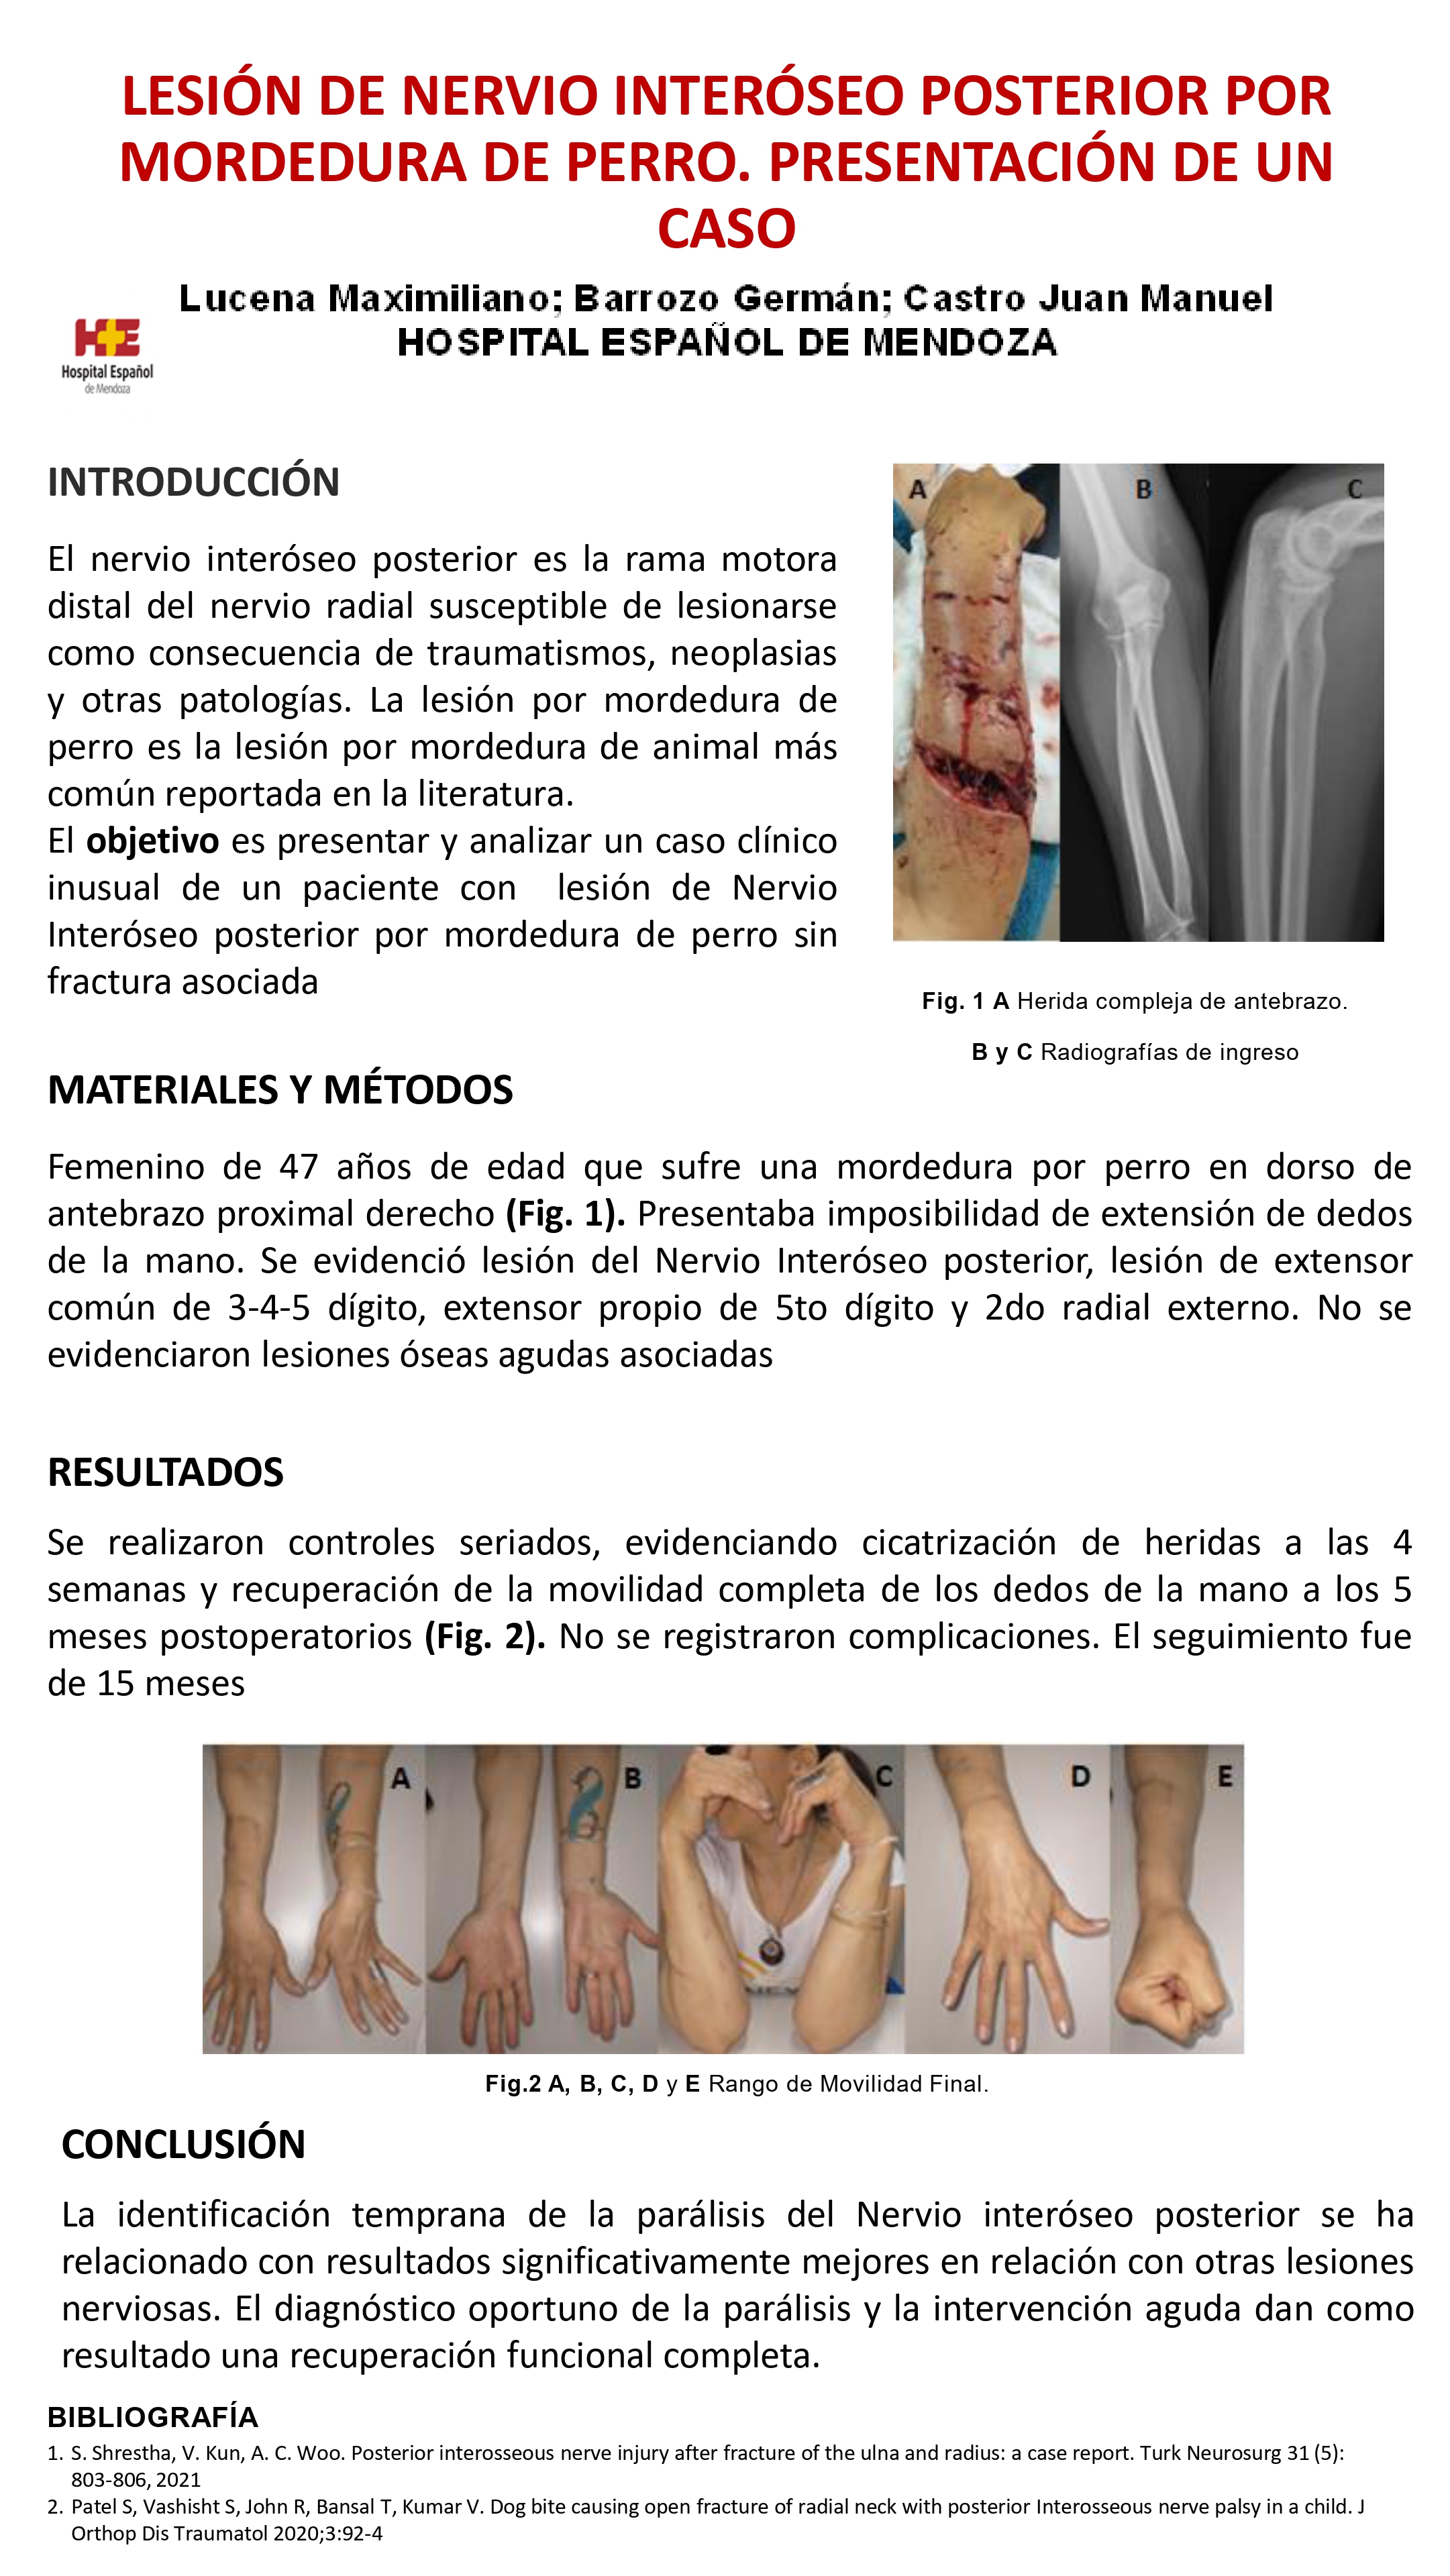 LESIÓN DE NERVIO INTERÓSEO POSTERIOR POR
MORDEDURA DE PERRO. PRESENTACIÓN DE UN
CASO
Lucena Maximiliano; Barrozo Germán; Castro Juan Manuel
HOSPITAL ESPAÑOL DE MENDOZA
HE
Hospital Español
de Mendoza
INTRODUCCIÓN
El nervio interóseo posterior es la rama motora
distal del nervio radial susceptible de lesionarse
como consecuencia de traumatismos, neoplasias
y otras patologías. La lesión por mordedura de
perro es la lesión por mordedura de animal más
común reportada en la literatura.
El objetivo es presentar y analizar un caso clínico
inusual de un paciente con lesión de Nervio
Interóseo posterior por mordedura de perro sin
fractura asociada
A
B
C
Fig. 1 A Herida compleja de antebrazo.
B y C Radiografías de ingreso
MATERIALES Y MÉTODOS
Femenino de 47 años de edad que sufre una mordedura por perro en dorso de
antebrazo proximal derecho (Fig. 1). Presentaba imposibilidad de extensión de dedos
de la mano. Se evidenció lesión del Nervio Interóseo posterior, lesión de extensor
común de 3-4-5 dígito, extensor propio de 5to dígito y 2do radial externo. No se
evidenciaron lesiones óseas agudas asociadas
RESULTADOS
Se realizaron controles seriados, evidenciando cicatrización de heridas a las 4
semanas y recuperación de la movilidad completa de los dedos de la mano a los 5
meses postoperatorios (Fig. 2). No se registraron complicaciones. El seguimiento fue
de 15 meses
A
B
C
D
E
Fig.2 A, B, C, D y E Rango de Movilidad Final.
CONCLUSIÓN
La identificación temprana de la parálisis del Nervio interóseo posterior se ha
relacionado con resultados significativamente mejores en relación con otras lesiones
nerviosas. El diagnóstico oportuno de la parálisis y la intervención aguda dan como
resultado una recuperación funcional completa.
BIBLIOGRAFÍA
1. S. Shrestha, V. Kun, A. C. Woo. Posterior interosseous nerve injury after fracture of the ulna and radius: a case report. Turk Neurosurg 31 (5):
803-806, 2021
2. Patel S, Vashisht S, John R, Bansal T, Kumar V. Dog bite causing open fracture of radial neck with posterior Interosseous nerve palsy in a child. J
Orthop Dis Traumatol 2020;3:92-4